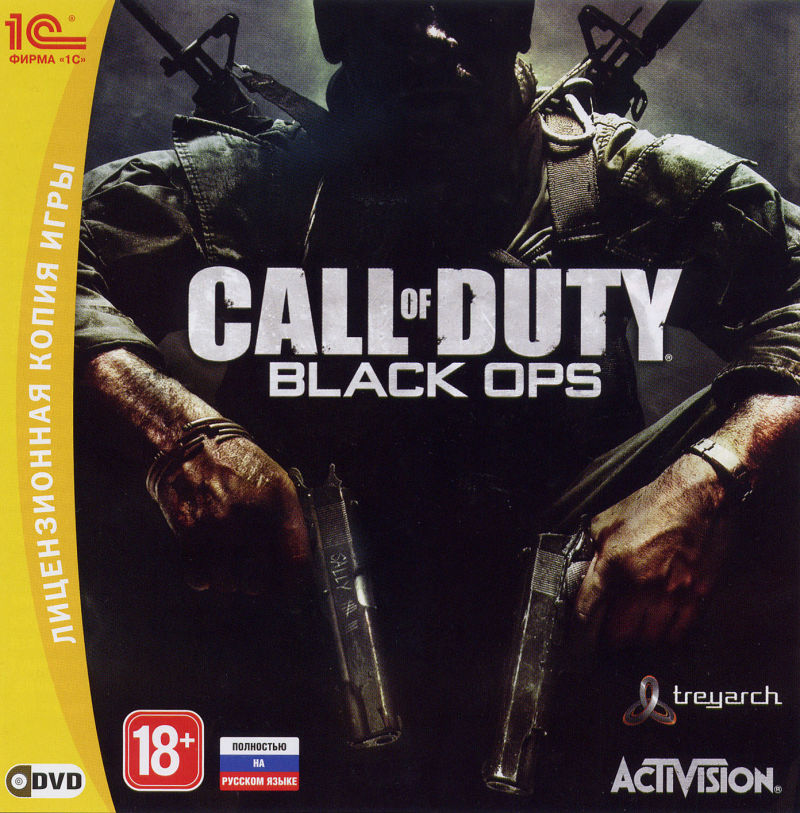 1С®
ФИРМА «1С»
ЛИЦЕНЗИОННАЯ КОПИЯ ИГРЫ
CALL OF DUTY®
BLACK OPS
SALLY
18+
ПОЛНОСТЬЮ
НА
РУССКОМ ЯЗЫКЕ
DVD
treyarch
ACTIVISION®